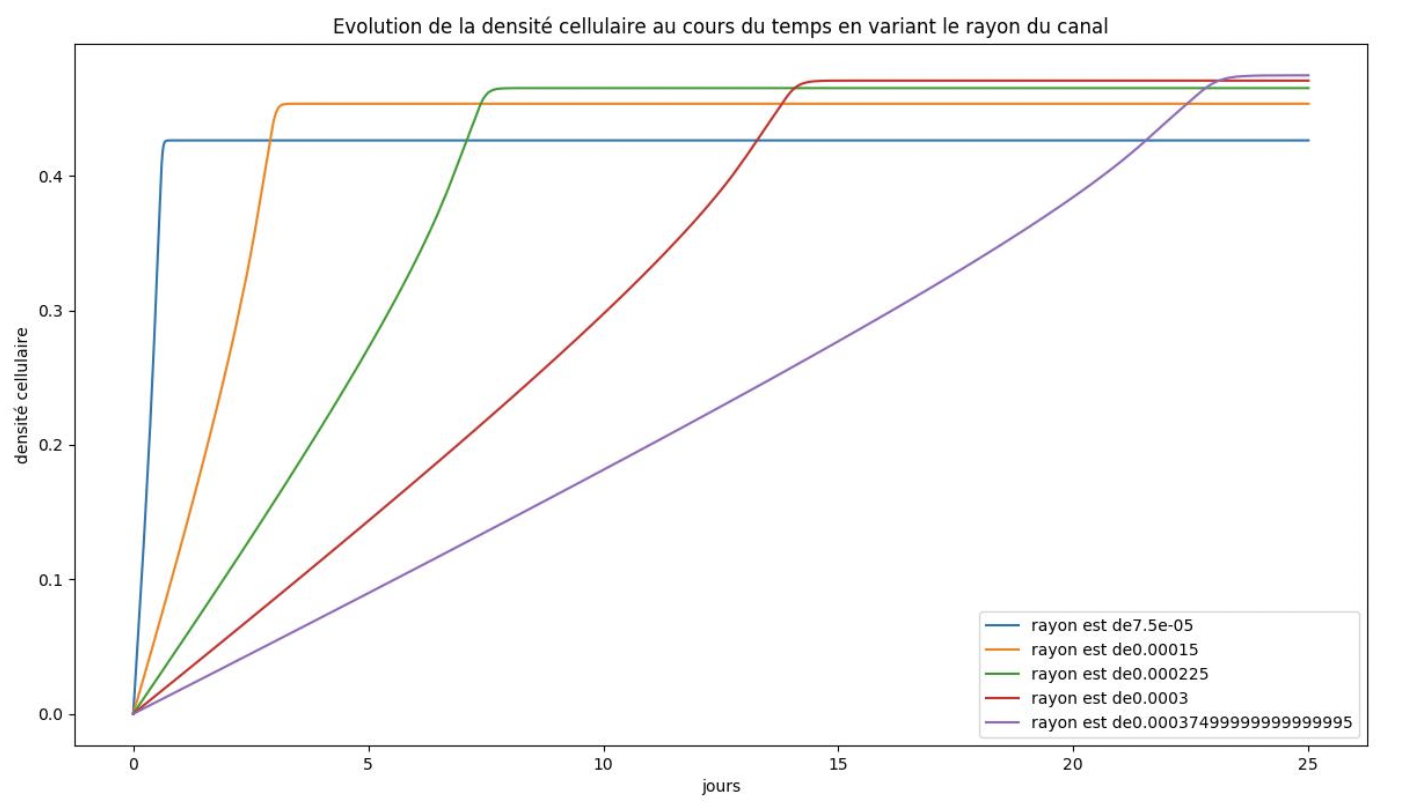 Evolution de la densité cellulaire au cours du temps en variant le rayon du canal
densité cellulaire
0.4
0.3
0.2
0.1
0.0
rayon est de7.5e-05
rayon est de0.00015
rayon est de0.000225
rayon est de0.0003
rayon est de0.00037499999999999995
0
5
10
15
20
25
jours